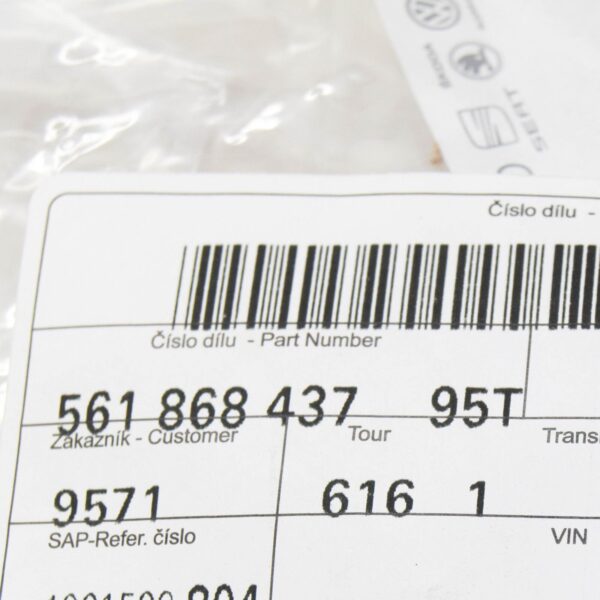 ŠKODA
SEAT
Číslo dílu -
Číslo dílu - Part Number
561 868 437 95T
Zákazník - Customer
Tour
9571
616 1
SAP-Refer. číslo
VIN